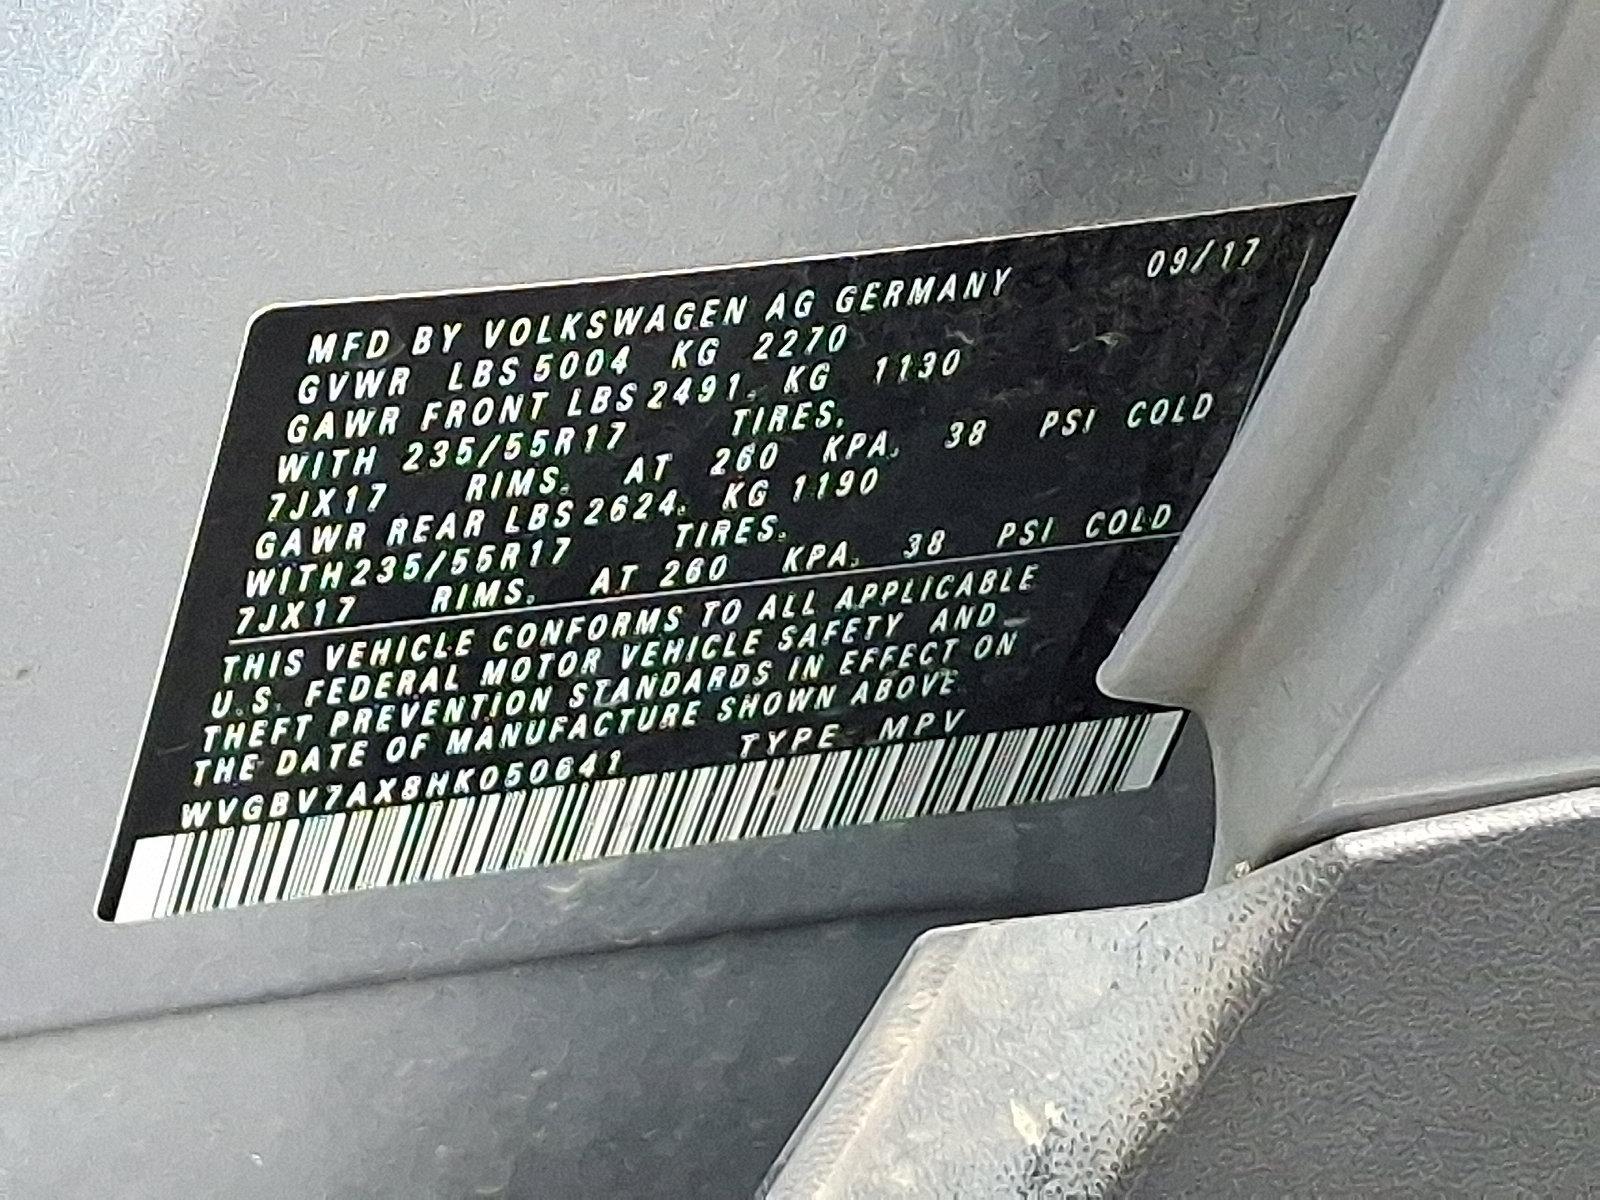 MFD BY VOLKSWAGEN AG GERMANY 09/17
GVWR LBS 5004 KG 2270
GAWR FRONT LBS 2491, KG 1130
WITH 235/55R17 TIRES,
7JX17 RIMS, AT 260 KPA, 38 PSI COLD
GAWR REAR LBS 2624, KG 1190
WITH 235/55R17 TIRES,
7JX17 RIMS, AT 260 KPA, 38 PSI COLD
THIS VEHICLE CONFORMS TO ALL APPLICABLE
U.S. FEDERAL MOTOR VEHICLE SAFETY AND
THEFT PREVENTION STANDARDS IN EFFECT ON
THE DATE OF MANUFACTURE SHOWN ABOVE
WVGBV7AX8HK050641 TYPE MPV